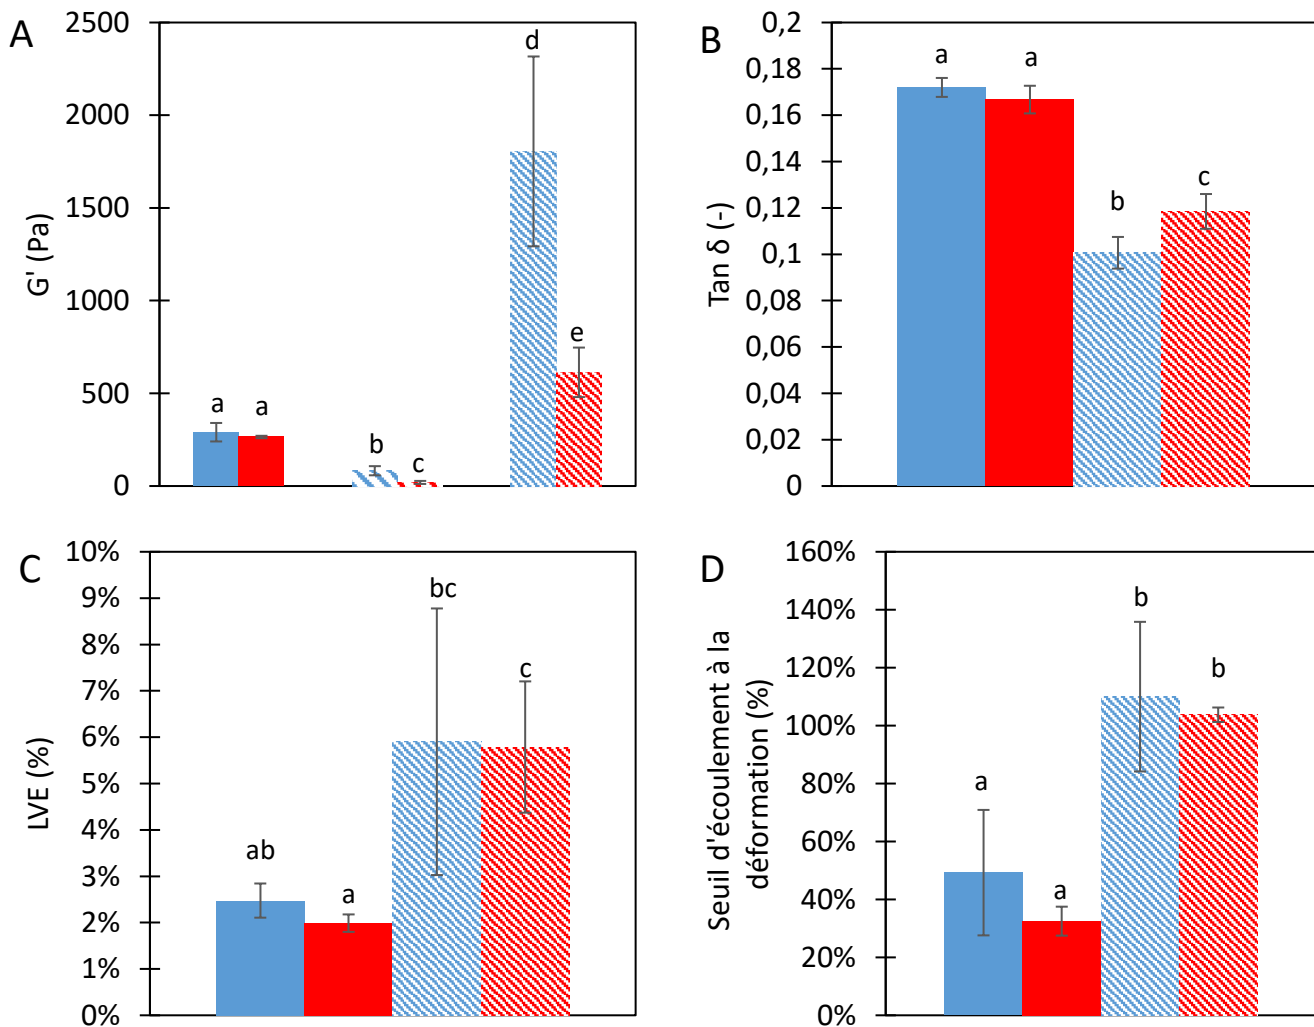 A
G' (Pa)
2500
2000
1500
1000
500
0
a
a
b
c
d
e
B
Tan δ (-)
0,2
0,18
0,16
0,14
0,12
0,1
0,08
0,06
0,04
0,02
0
a
a
b
c
C
LVE (%)
10%
9%
8%
7%
6%
5%
4%
3%
2%
1%
0%
ab
a
bc
c
D
Seuil d'écoulement à la
déformation (%)
160%
140%
120%
100%
80%
60%
40%
20%
0%
a
a
b
b